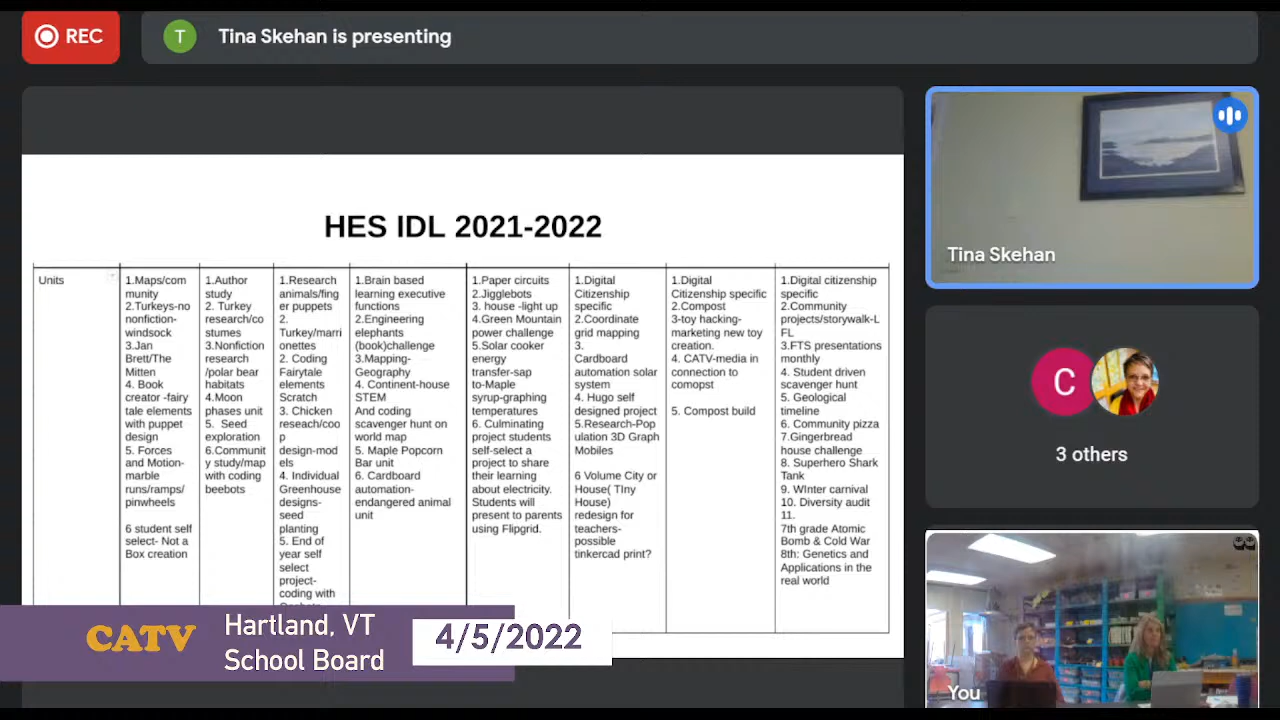 REC
T
Tina Skehan is presenting
HES IDL 2021-2022
Units
1.Maps/com
munity
2.Turkeys-no
nonfiction-
windsock
3.Jan
Brett/The
Mitten
4. Book
creator -fairy
tale elements
with puppet
design
5. Forces
and Motion-
marble
runs/ramps/
pinwheels
6 student self
select- Not a
Box creation
1.Author
study
2. Turkey
research/co
stumes
3.Nonfiction
research
/polar bear
habitats
4.Moon
phases unit
5. Seed
exploration
6.Communit
y study/map
with coding
beebots
1.Research
animals/fing
er puppets
2.
Turkey/marri
onettes
2. Coding
Fairytale
elements
Scratch
3. Chicken
reseach/coo
p
design-mod
els
4. Individual
Greenhouse
designs-
seed
planting
5. End of
year self
select
project-
coding with
1.Brain based
learning executive
functions
2.Engineering
elephants
(book)challenge
3.Mapping-
Geography
4. Continent-house
STEM
And coding
scavenger hunt on
world map
5. Maple Popcorn
Bar unit
6. Cardboard
automation-
endangered animal
unit
1.Paper circuits
2.Jigglebots
3. house -light up
4.Green Mountain
power challenge
5.Solar cooker
energy
transfer-sap
to-Maple
syrup-graphing
temperatures
6. Culminating
project students
self-select a
project to share
their learning
about electricity.
Students will
present to parents
using Flipgrid.
1.Digital
Citizenship
specific
2.Coordinate
grid mapping
3.
Cardboard
automation solar
system
4. Hugo self
designed project
5.Research-Pop
ulation 3D Graph
Mobiles
6 Volume City or
House( TIny
House)
redesign for
teachers-
possible
tinkercad print?
1.Digital
Citizenship specific
2.Compost
3-toy hacking-
marketing new toy
creation.
4. CATV-media in
connection to
comopst
5. Compost build
1.Digital citizenship
specific
2.Community
projects/storywalk-L
FL
3.FTS presentations
monthly
4. Student driven
scavenger hunt
5. Geological
timeline
6. Community pizza
7.Gingerbread
house challenge
8. Superhero Shark
Tank
9. WInter carnival
10. Diversity audit
11.
7th grade Atomic
Bomb & Cold War
8th: Genetics and
Applications in the
real world
Tina Skehan
C
3 others
You
CATV
Hartland, VT
School Board
4/5/2022